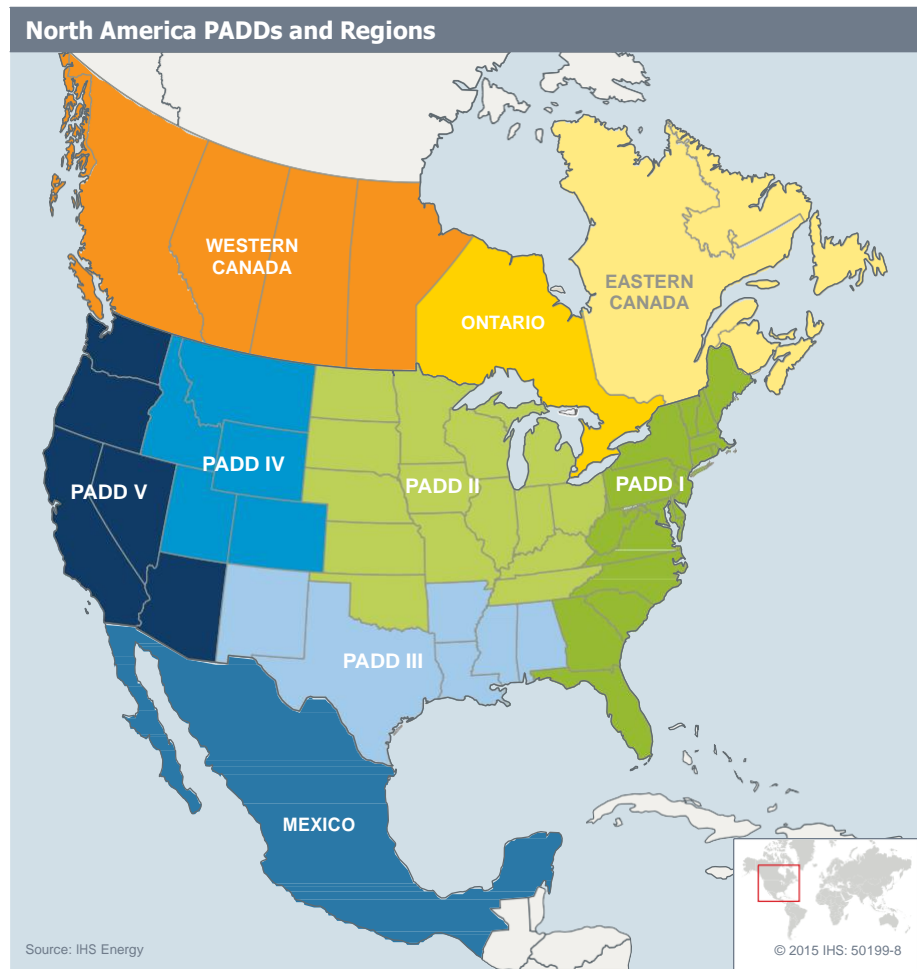 North America PADDs and Regions
WESTERN
CANADA
EASTERN
CANADA
ONTARIO
PADD IV
PADD V
PADD II
PADD I
PADD III
MEXICO
Source: IHS Energy
© 2015 IHS: 50199-8